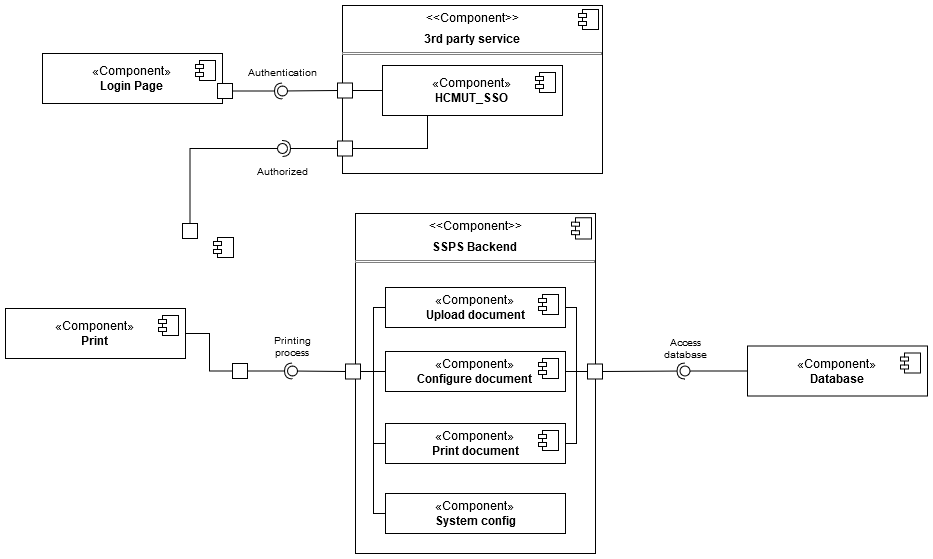 <<Component>>
3rd party service
«Component»
Login Page
Authentication
«Component»
HCMUT_SSO
Authorized
<<Component>>
SSPS Backend
«Component»
Upload document
«Component»
Print
Printing
process
«Component»
Configure document
Access
database
«Component»
Database
«Component»
Print document
«Component»
System config